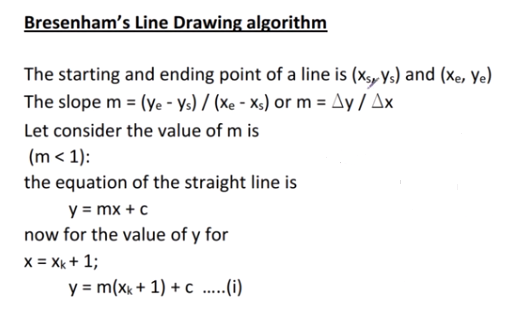 Bresenham's Line Drawing algorithm
The starting and ending point of a line is (xs, ys) and (xe, ye)
The slope m = (ye - ys) / (xe - xs) or m = Δy / Δx
Let consider the value of m is
(m < 1):
the equation of the straight line is
y = mx + c
now for the value of y for
x = xk + 1;
y = m(xk + 1) + c .....(i)